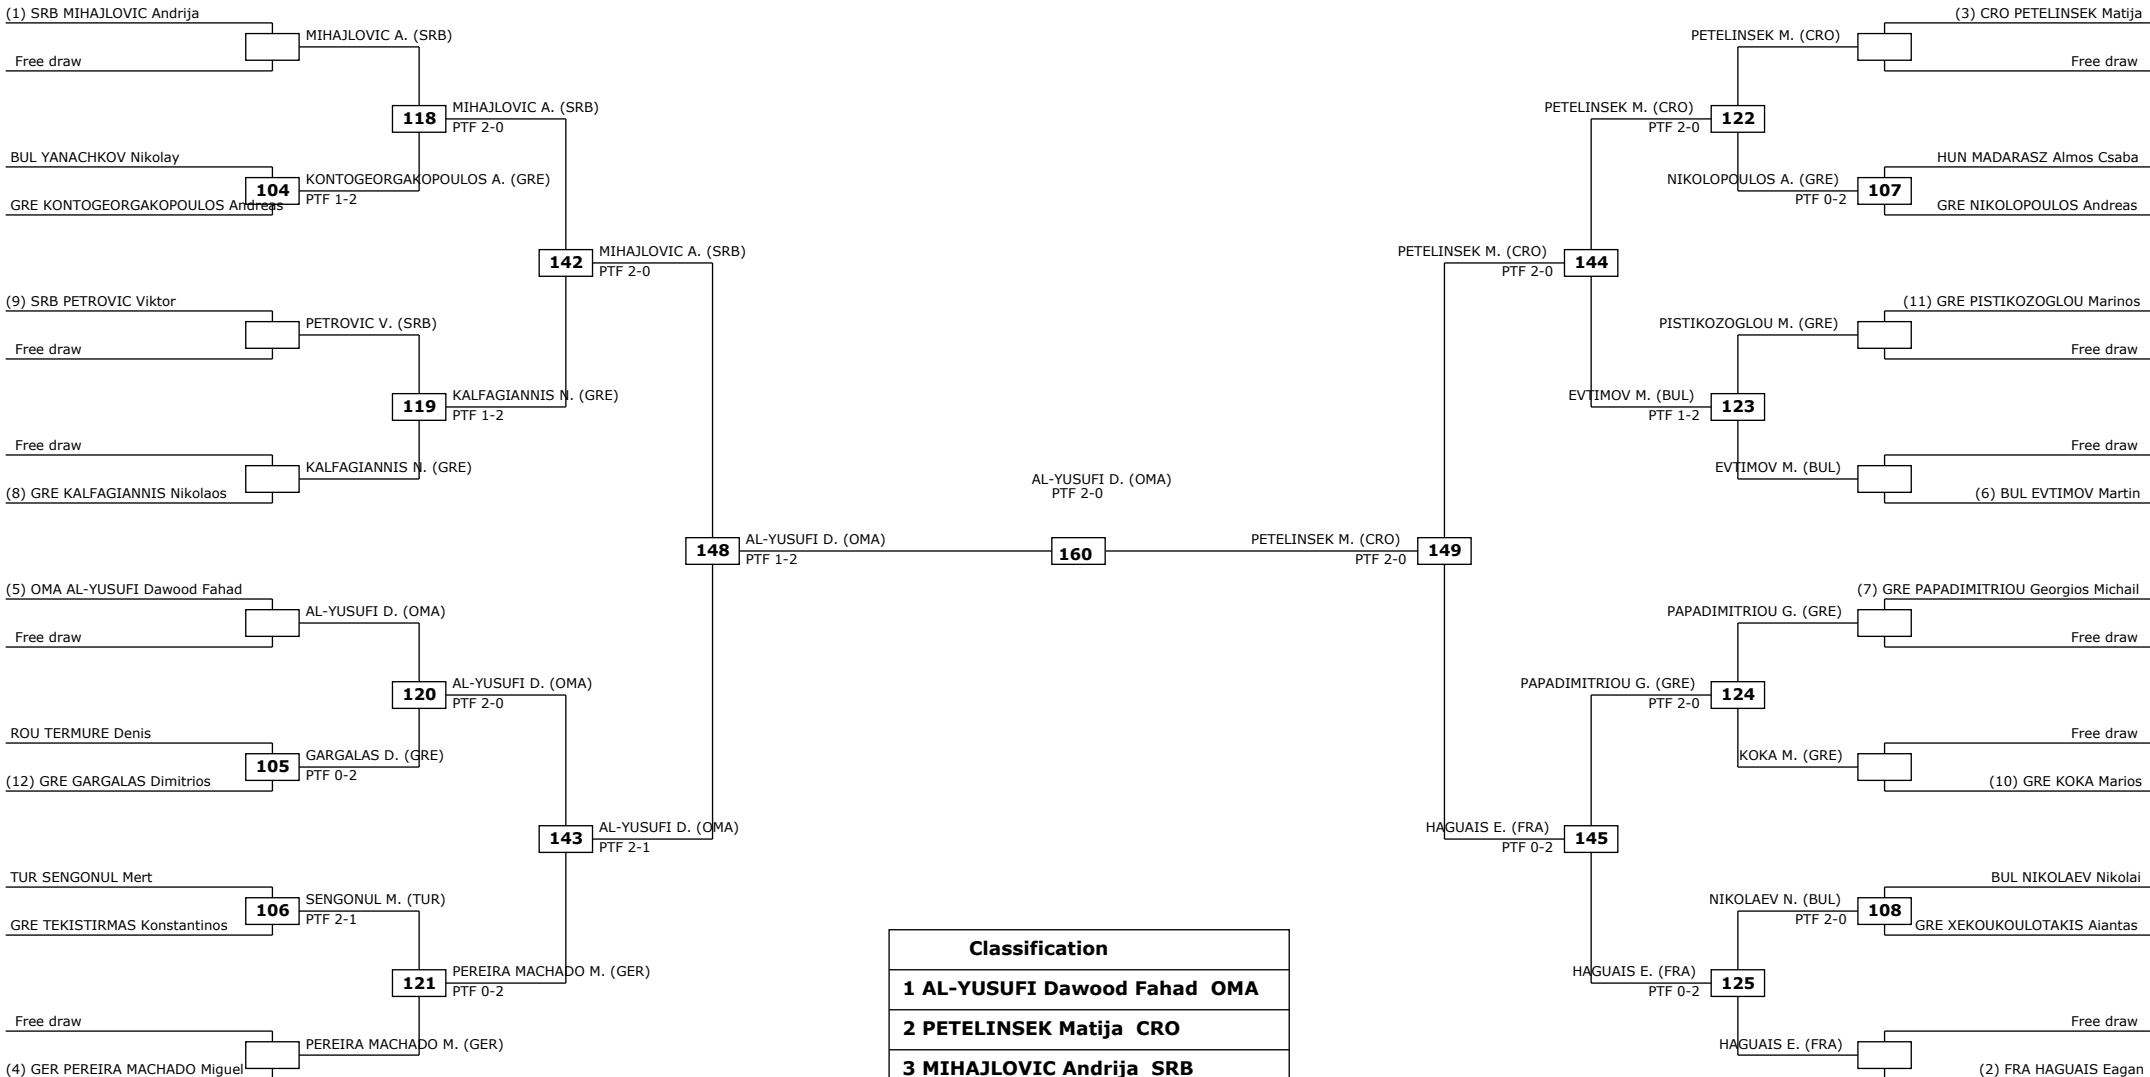 (1) SRB MIHAJLOVIC Andrija
MIHAJLOVIC A. (SRB)
Free draw
118
MIHAJLOVIC A. (SRB)
PTF 2-0
BUL YANACHKOV Nikolay
104
KONTOGEORGAKOPOULOS A. (GRE)
PTF 1-2
GRE KONTOGEORGAKOPOULOS Andreas
142
MIHAJLOVIC A. (SRB)
PTF 2-0
(9) SRB PETROVIC Viktor
PETROVIC V. (SRB)
Free draw
119
KALFAGIANNIS N. (GRE)
PTF 1-2
Free draw
KALFAGIANNIS N. (GRE)
(8) GRE KALFAGIANNIS Nikolaos
148
AL-YUSUFI D. (OMA)
PTF 1-2
(5) OMA AL-YUSUFI Dawood Fahad
AL-YUSUFI D. (OMA)
Free draw
120
AL-YUSUFI D. (OMA)
PTF 2-0
ROU TERMURE Denis
105
GARGALAS D. (GRE)
PTF 0-2
(12) GRE GARGALAS Dimitrios
143
AL-YUSUFI D. (OMA)
PTF 2-1
TUR SENGONUL Mert
106
SENGONUL M. (TUR)
PTF 2-1
GRE TEKISTIRMAS Konstantinos
121
PEREIRA MACHADO M. (GER)
PTF 0-2
Free draw
PEREIRA MACHADO M. (GER)
(4) GER PEREIRA MACHADO Miguel
AL-YUSUFI D. (OMA)
PTF 2-0
160
(3) CRO PETELINSEK Matija
PETELINSEK M. (CRO)
Free draw
PETELINSEK M. (CRO)
PTF 2-0
122
HUN MADARASZ Almos Csaba
NIKOLOPOULOS A. (GRE)
PTF 0-2
107
GRE NIKOLOPOULOS Andreas
PETELINSEK M. (CRO)
PTF 2-0
144
(11) GRE PISTIKOZOGLOU Marinos
PISTIKOZOGLOU M. (GRE)
Free draw
EVTIMOV M. (BUL)
PTF 1-2
123
Free draw
EVTIMOV M. (BUL)
(6) BUL EVTIMOV Martin
PETELINSEK M. (CRO)
PTF 2-0
149
(7) GRE PAPADIMITRIOU Georgios Michail
PAPADIMITRIOU G. (GRE)
Free draw
PAPADIMITRIOU G. (GRE)
PTF 2-0
124
Free draw
KOKA M. (GRE)
(10) GRE KOKA Marios
HAGUAIS E. (FRA)
PTF 0-2
145
BUL NIKOLAEV Nikolai
NIKOLAEV N. (BUL)
PTF 2-0
108
GRE XEKOUKOULOTAKIS Aiantas
HAGUAIS E. (FRA)
PTF 0-2
125
Free draw
HAGUAIS E. (FRA)
(2) FRA HAGUAIS Eagan
Classification
1 AL-YUSUFI Dawood Fahad OMA
2 PETELINSEK Matija CRO
3 MIHAJLOVIC Andrija SRB